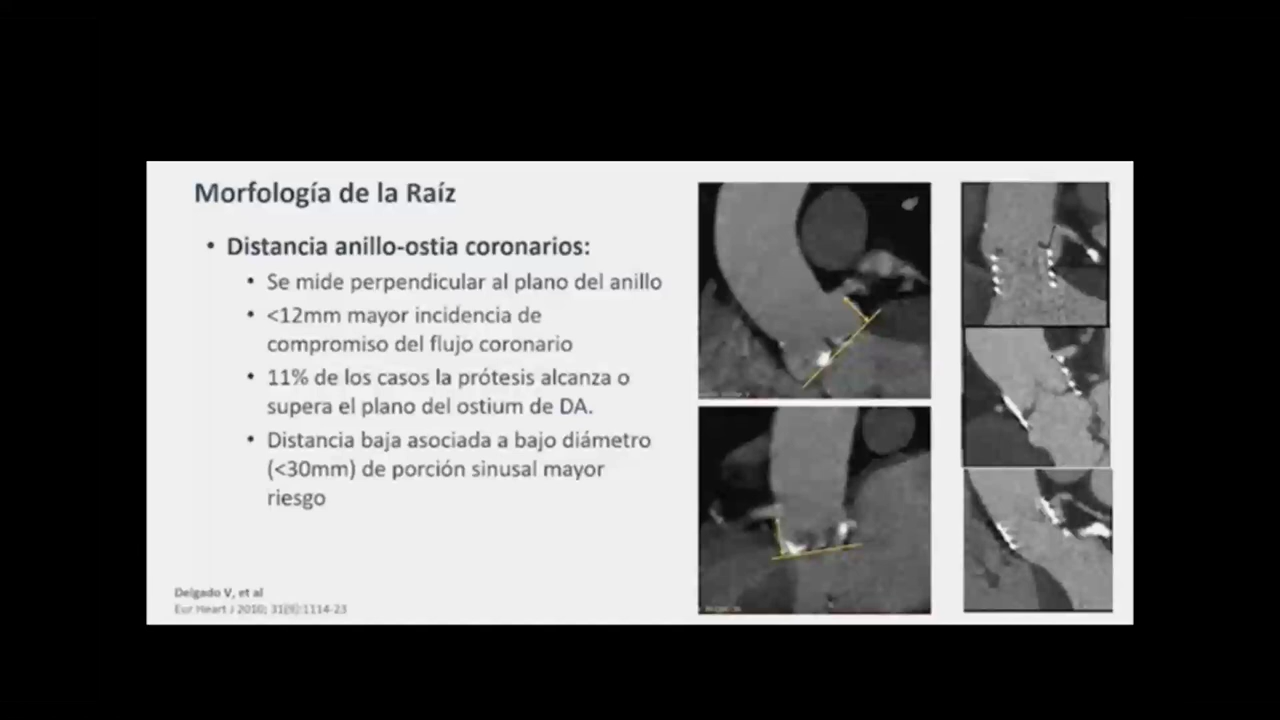 Morfología de la Raíz
• Distancia anillo-ostia coronarios:
• Se mide perpendicular al plano del anillo
• <12mm mayor incidencia de
compromiso del flujo coronario
• 11% de los casos la prótesis alcanza o
supera el plano del ostium de DA.
• Distancia baja asociada a bajo diámetro
(<30mm) de porción sinusal mayor
riesgo
Delgado V, et al
Eur Heart J 2010; 31(9):1114-23